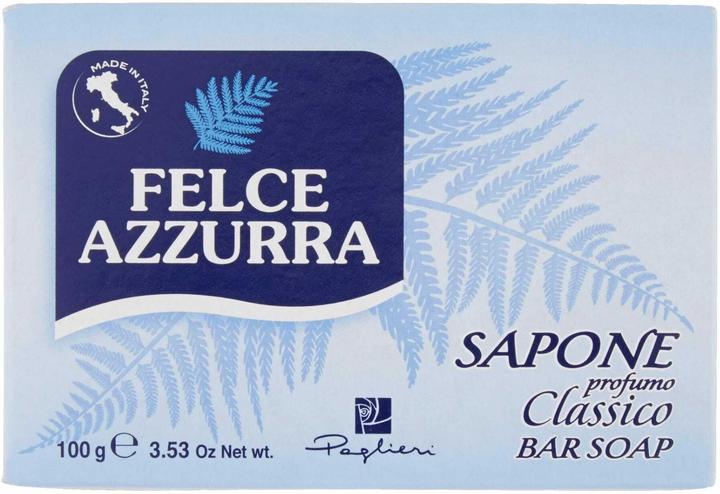 MADE IN ITALY
FELCE
AZZURRA
SAPONE
profumo
Classico
BAR SOAP
100 g ℮ 3.53 Oz Net wt.
Paglieri